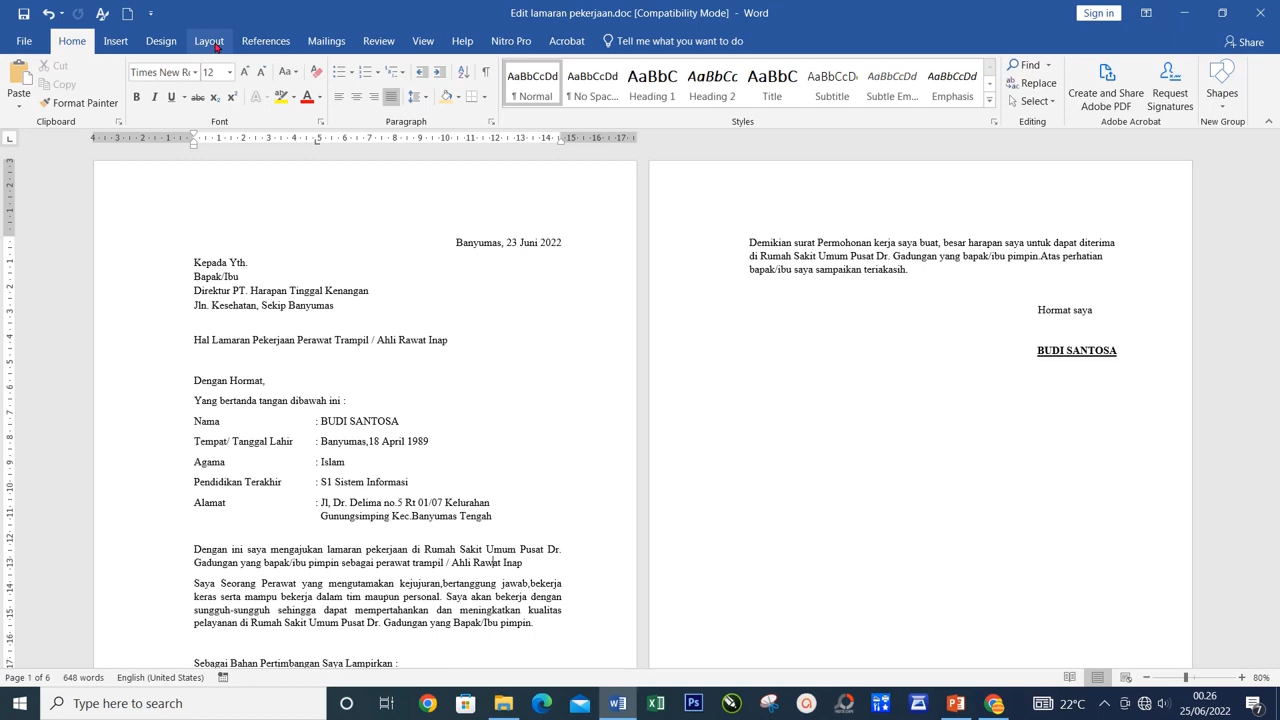 Edit lamaran pekerjaan.doc [Compatibility Mode] - Word
Sign in
File Home Insert Design Layout References Mailings Review View Help Nitro Pro Acrobat Tell me what you want to do Share
Paste
Cut
Copy
Format Painter
Clipboard
Times New R
12
Font
Paragraph
AaBbCcDd AaBbCcDd AaBbC AaBbCc AaBbC AaBbCcD AaBbCcDd AaBbCcDd
¶ Normal ¶ No Spac... Heading 1 Heading 2 Title Subtitle Subtle Em... Emphasis
Styles
Find
Replace
Select
Editing
Create and Share
Adobe PDF
Request
Signatures
Adobe Acrobat
Shapes
New Group
Banyumas, 23 Juni 2022
Kepada Yth.
Bapak/Ibu
Direktur PT. Harapan Tinggal Kenangan
Jln. Kesehatan, Sekip Banyumas
Hal Lamaran Pekerjaan Perawat Trampil / Ahli Rawat Inap
Dengan Hormat,
Yang bertanda tangan dibawah ini :
Nama : BUDI SANTOSA
Tempat/ Tanggal Lahir : Banyumas,18 April 1989
Agama : Islam
Pendidikan Terakhir : S1 Sistem Informasi
Alamat : Jl, Dr. Delima no.5 Rt 01/07 Kelurahan
Gunungsimping Kec.Banyumas Tengah
Dengan ini saya mengajukan lamaran pekerjaan di Rumah Sakit Umum Pusat Dr.
Gadungan yang bapak/ibu pimpin sebagai perawat trampil / Ahli Rawat Inap
Saya Seorang Perawat yang mengutamakan kejujuran,bertanggung jawab,bekerja
keras serta mampu bekerja dalam tim maupun personal. Saya akan bekerja dengan
sungguh-sungguh sehingga dapat mempertahankan dan meningkatkan kualitas
pelayanan di Rumah Sakit Umum Pusat Dr. Gadungan yang Bapak/Ibu pimpin.
Sebagai Bahan Pertimbangan Saya Lampirkan :
Demikian surat Permohonan kerja saya buat, besar harapan saya untuk dapat diterima
di Rumah Sakit Umum Pusat Dr. Gadungan yang bapak/ibu pimpin.Atas perhatian
bapak/ibu saya sampaikan teriakasih.
Hormat saya
BUDI SANTOSA
Page 1 of 6 648 words English (United States) 80%
Type here to search
22°C
00:26
25/06/2022